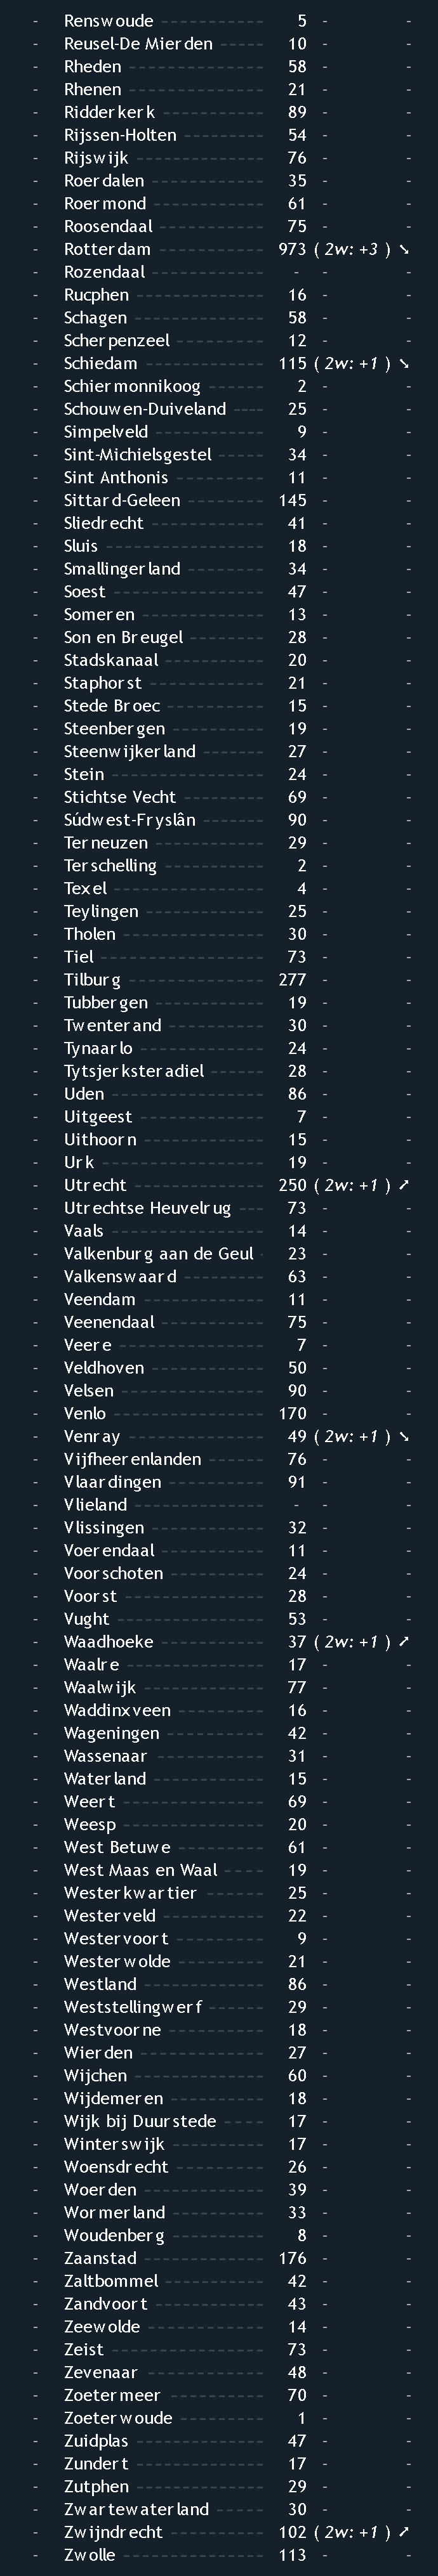 - Renswoude ------------ 5 - -
- Reusel-De Mierden ------ 10 - -
- Rheden --------------- 58 - -
- Rhenen --------------- 21 - -
- Ridderkerk ------------ 89 - -
- Rijssen-Holten ---------- 54 - -
- Rijswijk -------------- 76 - -
- Roerdalen ------------- 35 - -
- Roermond ------------- 61 - -
- Roosendaal ------------ 75 - -
- Rotterdam ------------ 973 ( 2w: +3 ) ➘
- Rozendaal ------------- - - -
- Rucphen -------------- 16 - -
- Schagen -------------- 58 - -
- Scherpenzeel ---------- 12 - -
- Schiedam ------------- 115 ( 2w: +1 ) ➘
- Schiermonnikoog ------- 2 - -
- Schouwen-Duiveland ---- 25 - -
- Simpelveld ------------ 9 - -
- Sint-Michielsgestel ----- 34 - -
- Sint Anthonis ---------- 11 - -
- Sittard-Geleen --------- 145 - -
- Sliedrecht ------------ 41 - -
- Sluis ---------------- 18 - -
- Smallingerland --------- 34 - -
- Soest ---------------- 47 - -
- Someren -------------- 13 - -
- Son en Breugel --------- 28 - -
- Stadskanaal ----------- 20 - -
- Staphorst ------------- 21 - -
- Stede Broec ----------- 15 - -
- Steenbergen ----------- 19 - -
- Steenwijkerland ------- 27 - -
- Stein ---------------- 24 - -
- Stichtse Vecht --------- 69 - -
- Súdwest-Fryslân ------- 90 - -
- Terneuzen ------------ 29 - -
- Terschelling ----------- 2 - -
- Texel ---------------- 4 - -
- Teylingen ------------- 25 - -
- Tholen --------------- 30 - -
- Tiel ----------------- 73 - -
- Tilburg -------------- 277 - -
- Tubbergen ------------ 19 - -
- Twenterand ----------- 30 - -
- Tynaarlo -------------- 24 - -
- Tytsjerksteradiel ------ 28 - -
- Uden ---------------- 86 - -
- Uitgeest -------------- 7 - -
- Uithoorn ------------- 15 - -
- Urk ----------------- 19 - -
- Utrecht -------------- 250 ( 2w: +1 ) ➚
- Utrechtse Heuvelrug ---- 73 - -
- Vaals ---------------- 14 - -
- Valkenburg aan de Geul - 23 - -
- Valkenswaard --------- 63 - -
- Veendam ------------- 11 - -
- Veenendaal ----------- 75 - -
- Veere ---------------- 7 - -
- Veldhoven ------------ 50 - -
- Velsen --------------- 90 - -
- Venlo ---------------- 170 - -
- Venray --------------- 49 ( 2w: +1 ) ➘
- Vijfheerenlanden ------ 76 - -
- Vlaardingen ----------- 91 - -
- Vlieland -------------- - - -
- Vlissingen ------------ 32 - -
- Voerendaal ----------- 11 - -
- Voorschoten ---------- 24 - -
- Voorst --------------- 28 - -
- Vught ---------------- 53 - -
- Waadhoeke ----------- 37 ( 2w: +1 ) ➚
- Waalre --------------- 17 - -
- Waalwijk ------------- 77 - -
- Waddinxveen ---------- 16 - -
- Wageningen ----------- 42 - -
- Wassenaar ------------ 31 - -
- Waterland ------------ 15 - -
- Weert --------------- 69 - -
- Weesp --------------- 20 - -
- West Betuwe ---------- 61 - -
- West Maas en Waal ---- 19 - -
- Westerkwartier ------- 25 - -
- Westerveld ----------- 22 - -
- Westervoort ---------- 9 - -
- Westerwolde ---------- 21 - -
- Westland ------------- 86 - -
- Weststellingwerf ------ 29 - -
- Westvoorne ----------- 18 - -
- Wierden ------------- 27 - -
- Wijchen -------------- 60 - -
- Wijdemeren ---------- 18 - -
- Wijk bij Duurstede ---- 17 - -
- Winterswijk ---------- 17 - -
- Woensdrecht ---------- 26 - -
- Woerden ------------- 39 - -
- Wormerland ---------- 33 - -
- Woudenberg ---------- 8 - -
- Zaanstad ------------- 176 - -
- Zaltbommel ----------- 42 - -
- Zandvoort ------------ 43 - -
- Zeewolde ------------ 14 - -
- Zeist ---------------- 73 - -
- Zevenaar ------------- 48 - -
- Zoetermeer ----------- 70 - -
- Zoeterwoude --------- 1 - -
- Zuidplas -------------- 47 - -
- Zundert -------------- 17 - -
- Zutphen -------------- 29 - -
- Zwartewaterland ------ 30 - -
- Zwijndrecht ---------- 102 ( 2w: +1 ) ➚
- Zwolle --------------- 113 - -